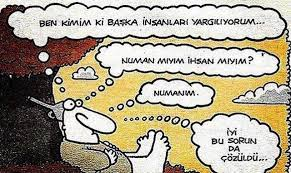 BEN KİMİM Kİ BAŞKA İNSANLARI YARGILIYORUM...
NUMAN MIYIM İHSAN MIYIM?
NUMANIM.
İYİ
BU SORUN
DA
ÇÖZÜLDÜ...